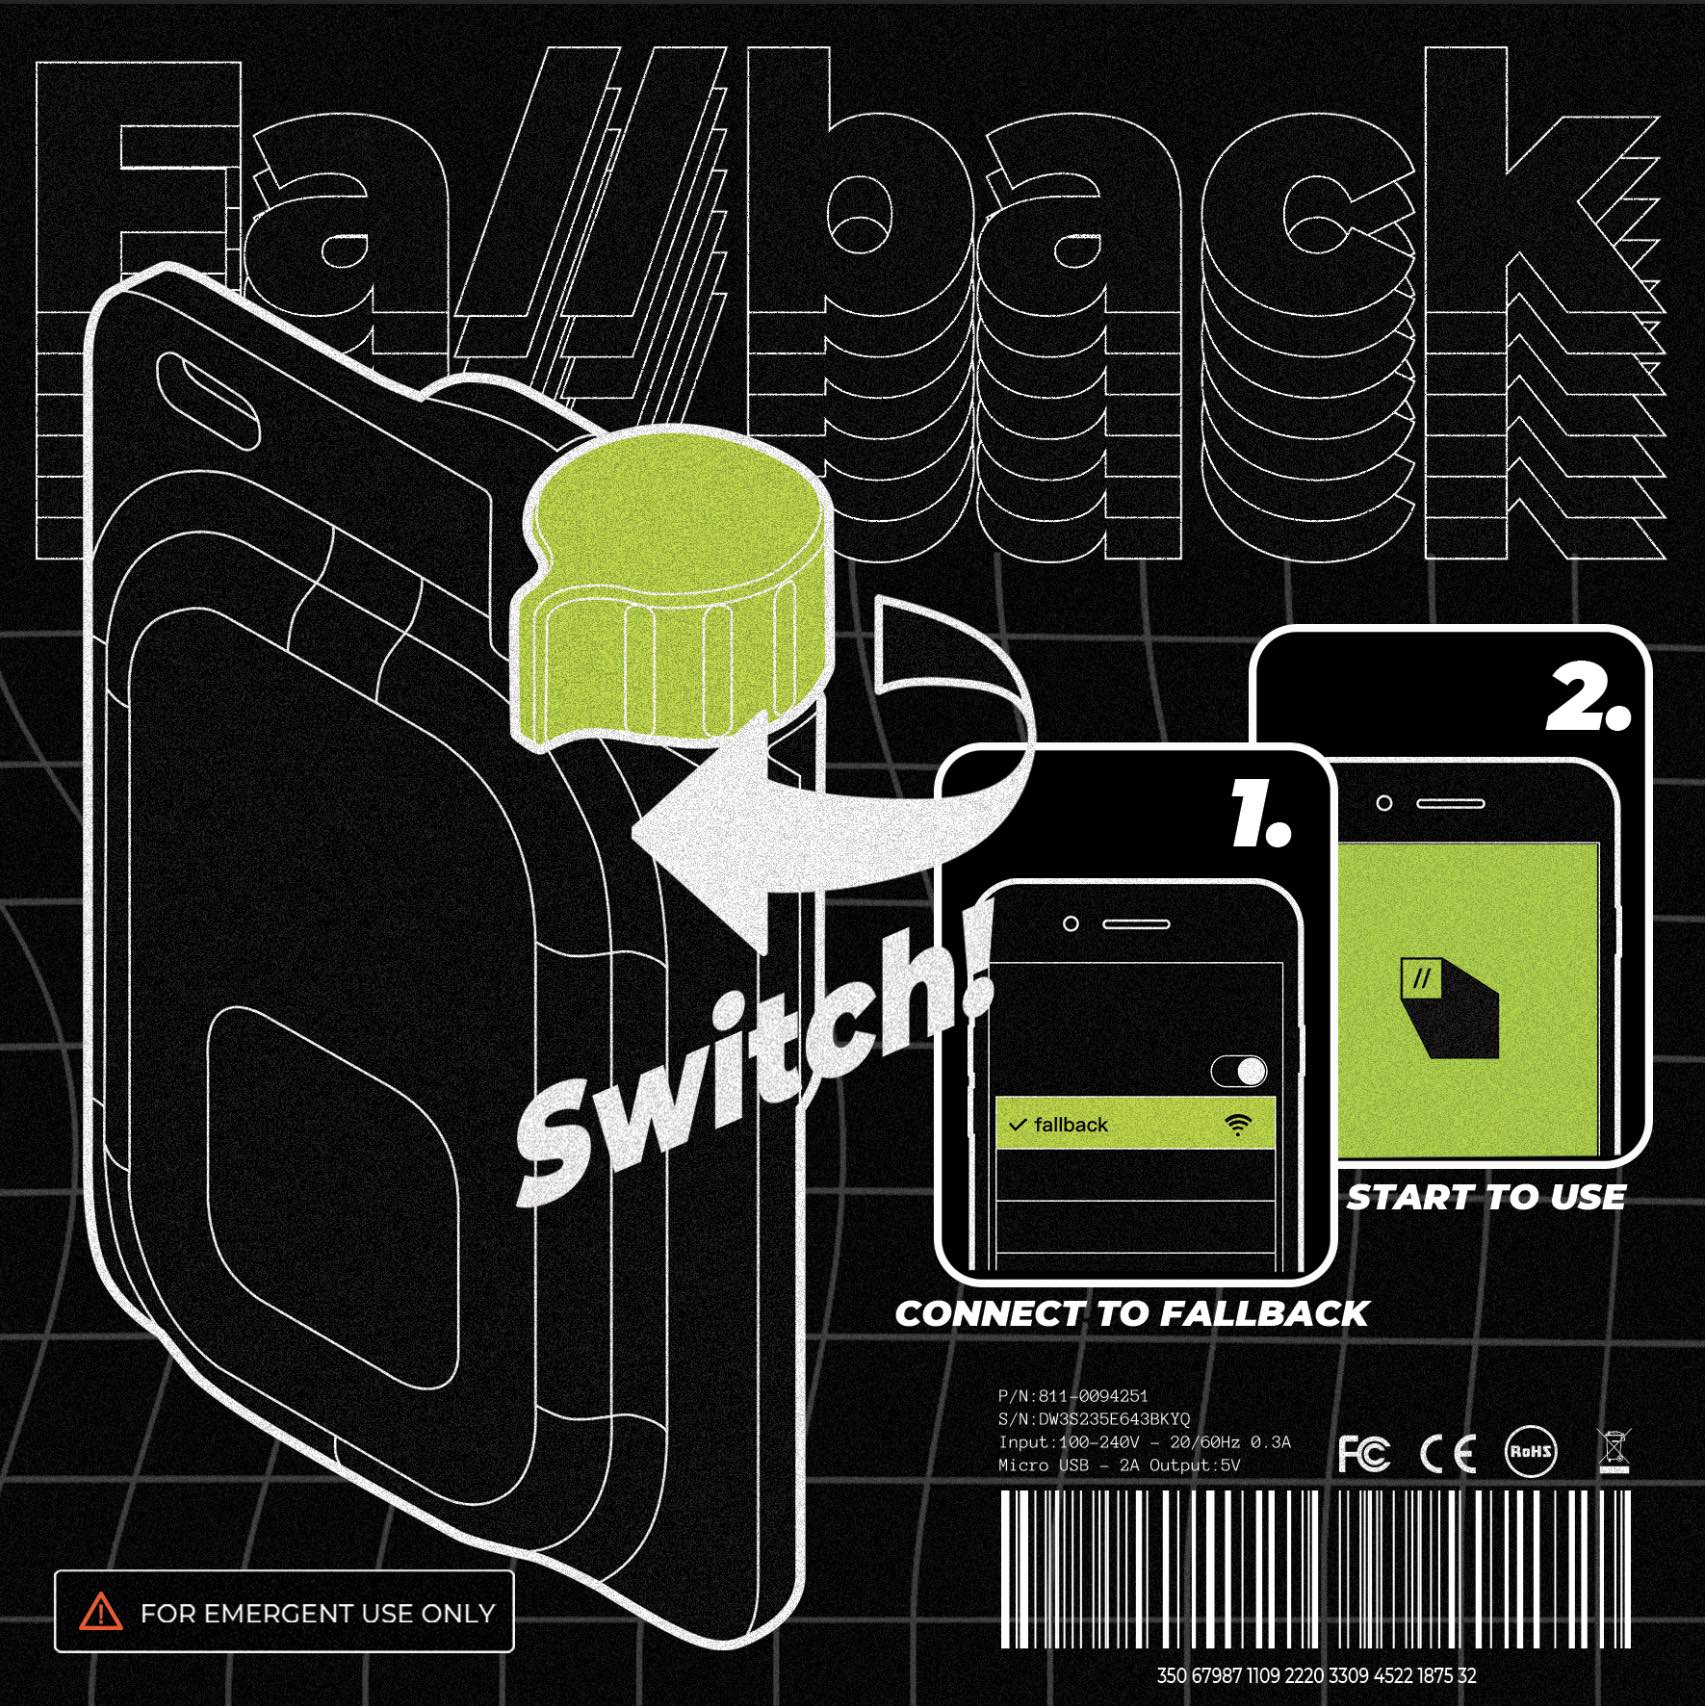 Fa//back
2.
1.
Switch!
//
fallback
START TO USE
CONNECT TO FALLBACK
P/N:811-0094251
S/N:DW3S235E643BKYQ
Input:100-240V - 20/60Hz 0.3A
Micro USB - 2A Output:5V
FC CE RoHS
FOR EMERGENT USE ONLY
350 67987 1109 2220 3309 4522 1875 32